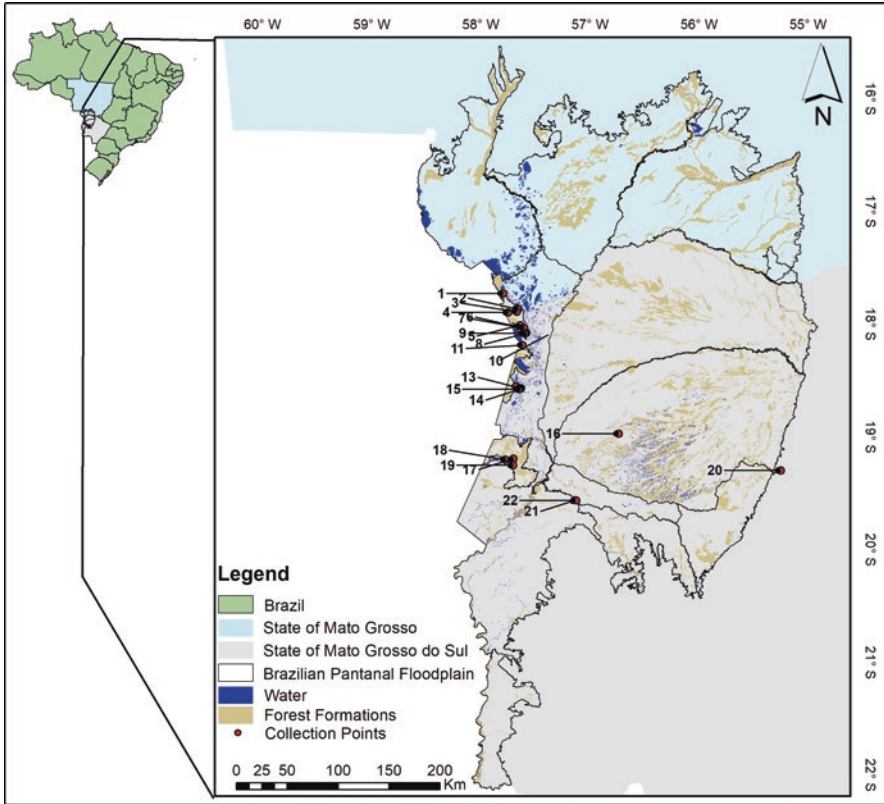 60° W 59° W 58° W 57° W 56° W 55° W
16° S
N
17° S
1
2
3
4
18° S
76
9
5
8
11
10
13
15
14
19° S
16
18
19
17
20
22
21
20° S
Legend
Brazil
State of Mato Grosso
State of Mato Grosso do Sul
21° S
Brazilian Pantanal Floodplain
Water
Forest Formations
Collection Points
0 25 50 100 150 200
Km
22° S